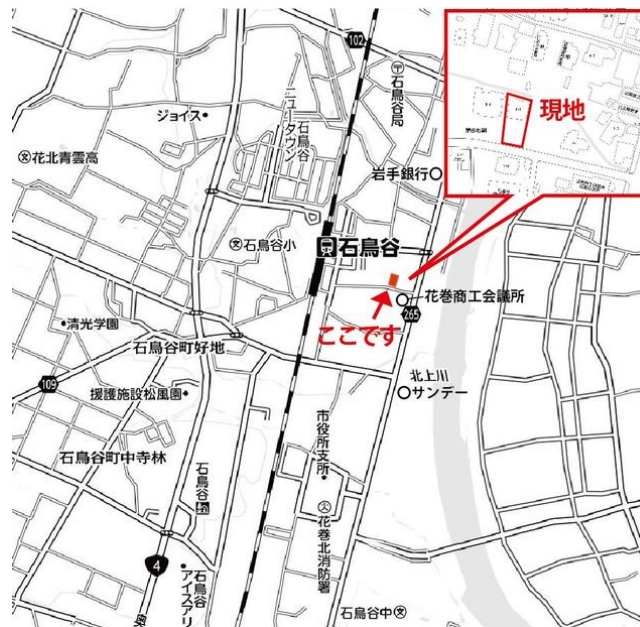 102
石鳥谷局
ジョイス
石鳥谷
ニュータウン
現地
花北青雲高
岩手銀行
石鳥谷小
石鳥谷
花巻商工会議所
ここです
265
清光学園
石鳥谷町好地
109
援護施設松風園
北上川
サンデー
市役所支所
石鳥谷町中寺林
石鳥谷
花巻北消防署
4
石鳥谷
アイスアリ
石鳥谷中